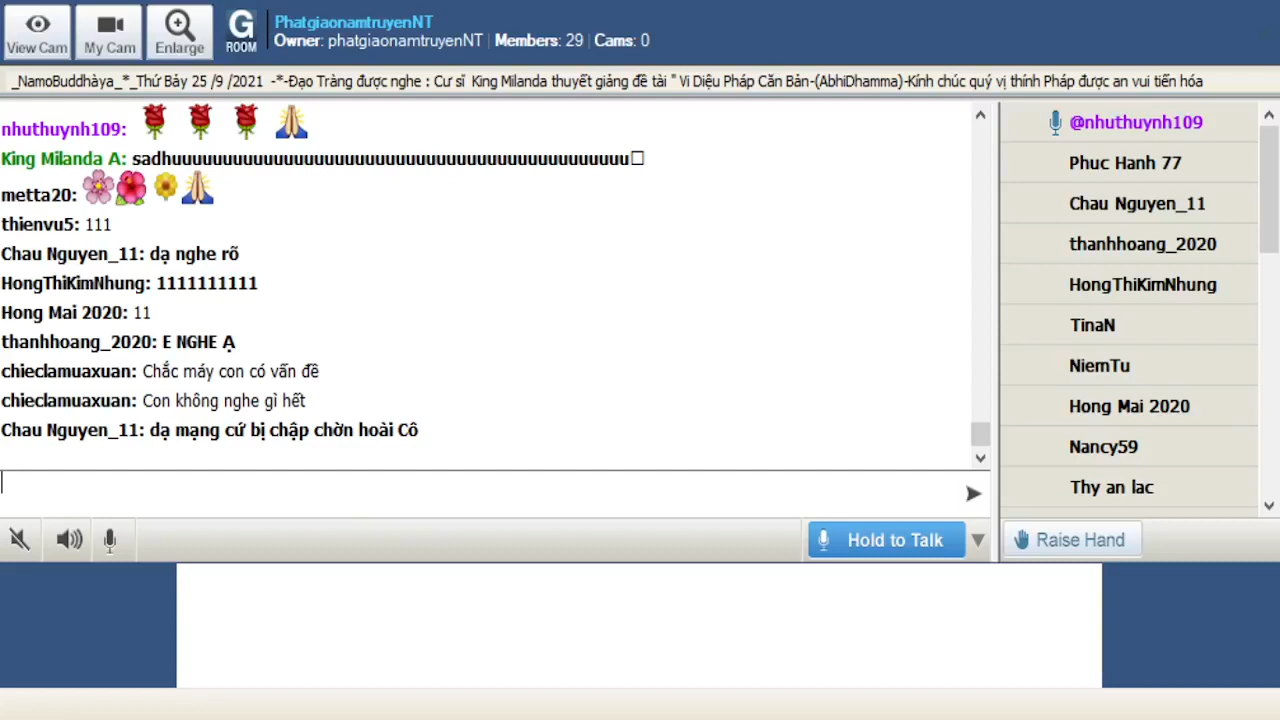 View Cam
My Cam
Enlarge
G
ROOM
PhatgiaonamtruyenNT
Owner: phatgiaonamtruyenNT | Members: 29 | Cams: 0
_NamoBuddhàya_*_Thứ Bảy 25 /9 /2021 -*-Đạo Tràng được nghe : Cư sĩ King Milanda thuyết giảng đề tài " Vi Diệu Pháp Căn Bản-(AbhiDhamma)-Kính chúc quý vị thính Pháp được an vui tiến hóa
nhuthuynh109:
King Milanda A: sadhuuuuuuuuuuuuuuuuuuuuuuuuuuuuuuuuuuuuuuuuuuuuuuuuuuuuuu
metta20:
thienvu5: 111
Chau Nguyen_11: dạ nghe rõ
HongThiKimNhung: 1111111111
Hong Mai 2020: 11
thanhhoang_2020: E NGHE Ạ
chieclamuaxuan: Chắc máy con có vấn đề
chieclamuaxuan: Con không nghe gì hết
Chau Nguyen_11: dạ mạng cứ bị chập chờn hoài Cô
@nhuthuynh109
Phuc Hanh 77
Chau Nguyen_11
thanhhoang_2020
HongThiKimNhung
TinaN
NiemTu
Hong Mai 2020
Nancy59
Thy an lac
Hold to Talk
Raise Hand